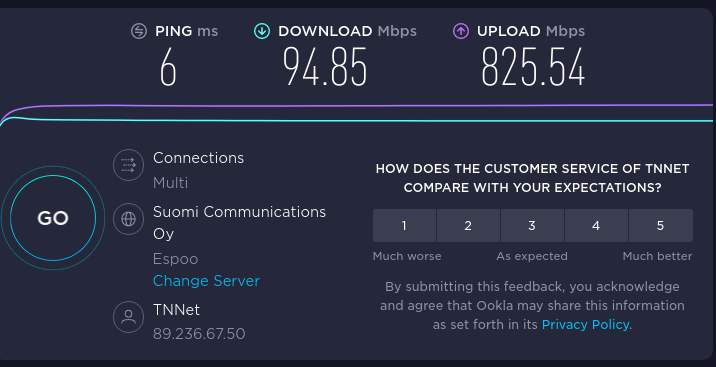 PING ms
DOWNLOAD Mbps
UPLOAD Mbps
6
94.85
825.54
GO
Connections
Multi
Suomi Communications
Oy
Espoo
Change Server
TNNet
89.236.67.50
HOW DOES THE CUSTOMER SERVICE OF TNNET
COMPARE WITH YOUR EXPECTATIONS?
1 2 3 4 5
Much worse As expected Much better
By submitting this feedback, you acknowledge
and agree that Ookla may share this information
as set forth in its Privacy Policy.